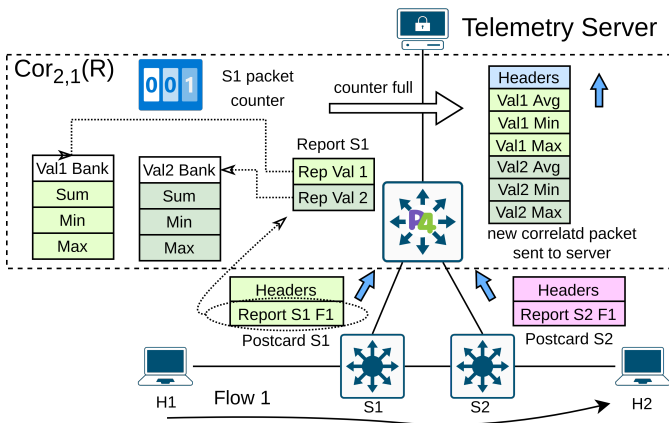 Telemetry Server
Cor2,1(R)
001
S1 packet
counter
counter full
Headers
Val1 Avg
Val1 Min
Val1 Max
Val2 Avg
Val2 Min
Val2 Max
Report S1
Rep Val 1
Rep Val 2
Val1 Bank
Sum
Min
Max
Val2 Bank
Sum
Min
Max
P4
new correlatd packet
sent to server
Headers
Report S1 F1
Postcard S1
Headers
Report S2 F1
Postcard S2
H1
Flow 1
S1
S2
H2